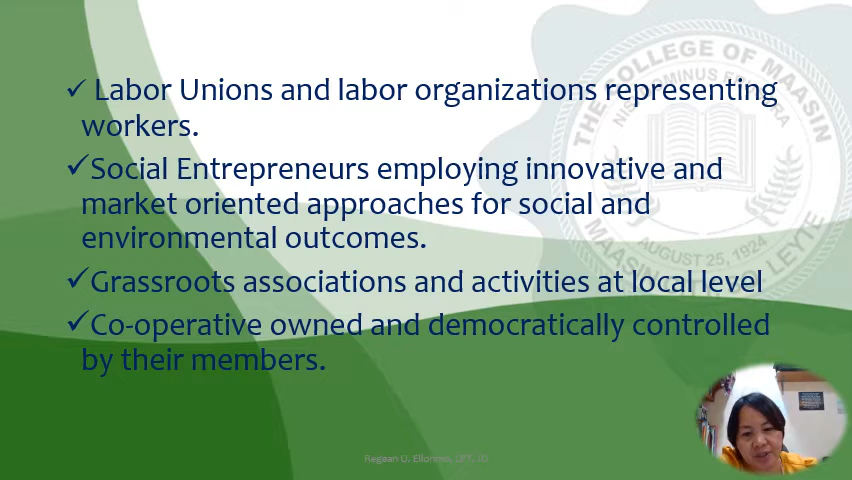 ✓ Labor Unions and labor organizations representing
workers.
✓Social Entrepreneurs employing innovative and
market oriented approaches for social and
environmental outcomes.
✓Grassroots associations and activities at local level
✓Co-operative owned and democratically controlled
by their members.
THE COLLEGE OF MAASIN
NISI DOMINUS
AUGUST 25, 1924